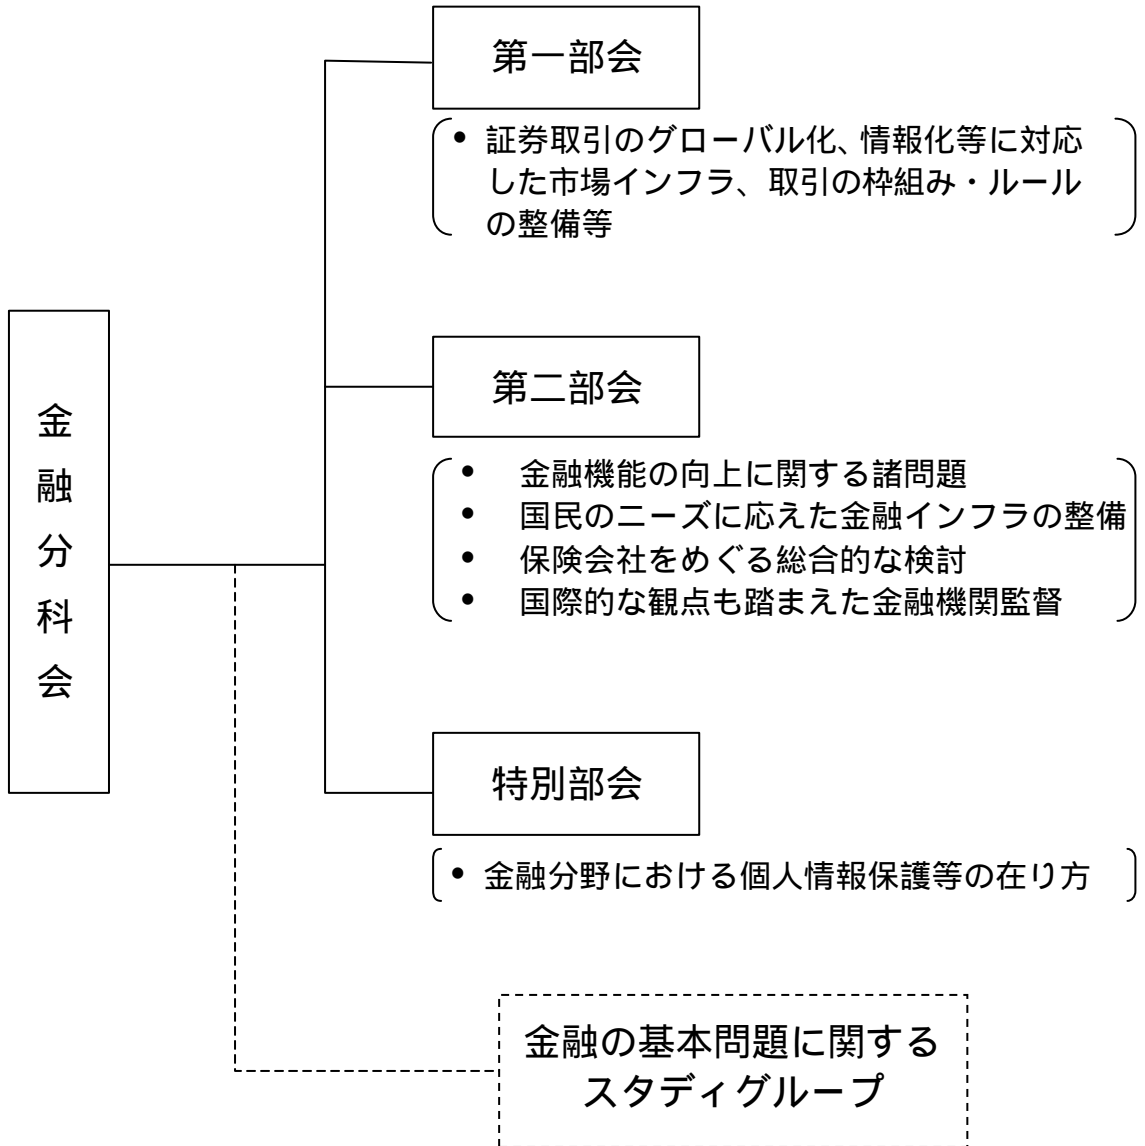 金融分科会
第一部会
• 証券取引のグローバル化、情報化等に対応
した市場インフラ、取引の枠組み・ルール
の整備等
第二部会
• 金融機能の向上に関する諸問題
• 国民のニーズに応えた金融インフラの整備
• 保険会社をめぐる総合的な検討
• 国際的な観点も踏まえた金融機関監督
特別部会
• 金融分野における個人情報保護等の在り方
金融の基本問題に関する
スタディグループ